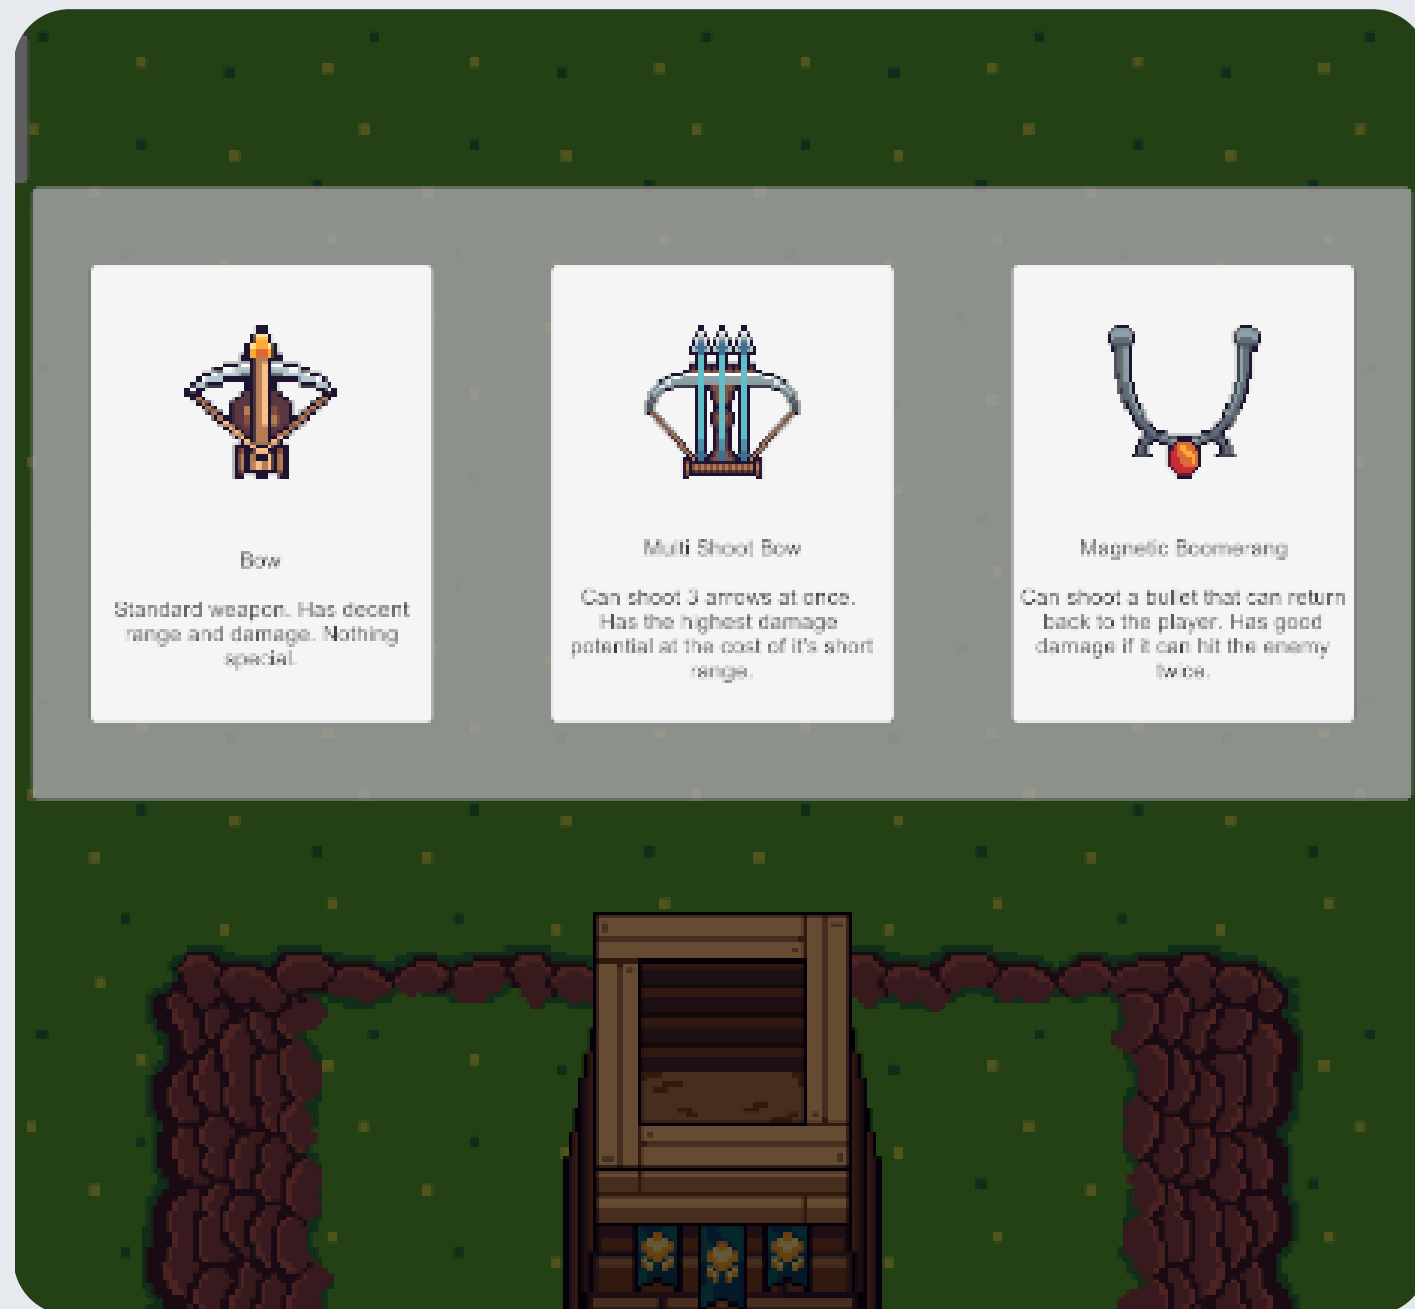 Bow
Standard weapon. Has decent
range and damage. Nothing
special.
Multi Shoot Bow
Can shoot 3 arrows at once.
Has the highest damage
potential at the cost of it's short
range.
Magnetic Boomerang
Can shoot a bullet that can return
back to the player. Has good
damage if it can hit the enemy
twice.